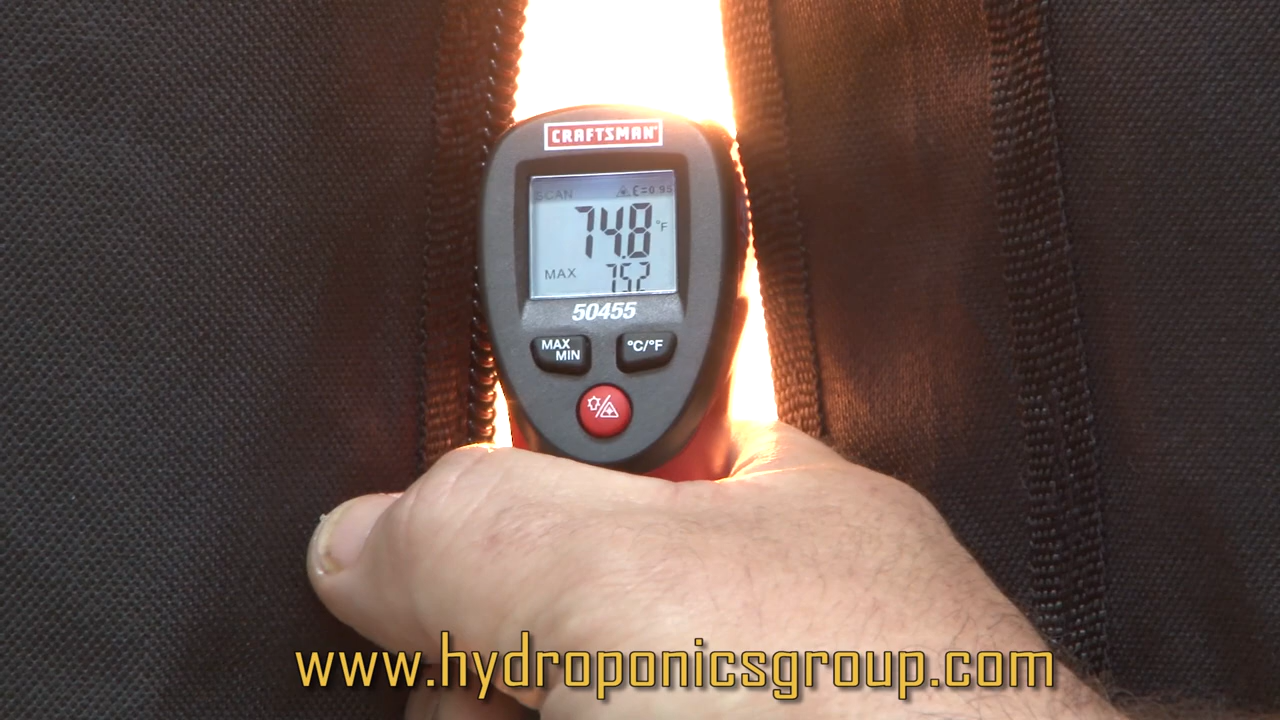 CRAFTSMAN
SCAN E=0.95
74.8 °F
MAX 75.2
50455
MAX MIN
°C/°F
www.hydroponicsgroup.com